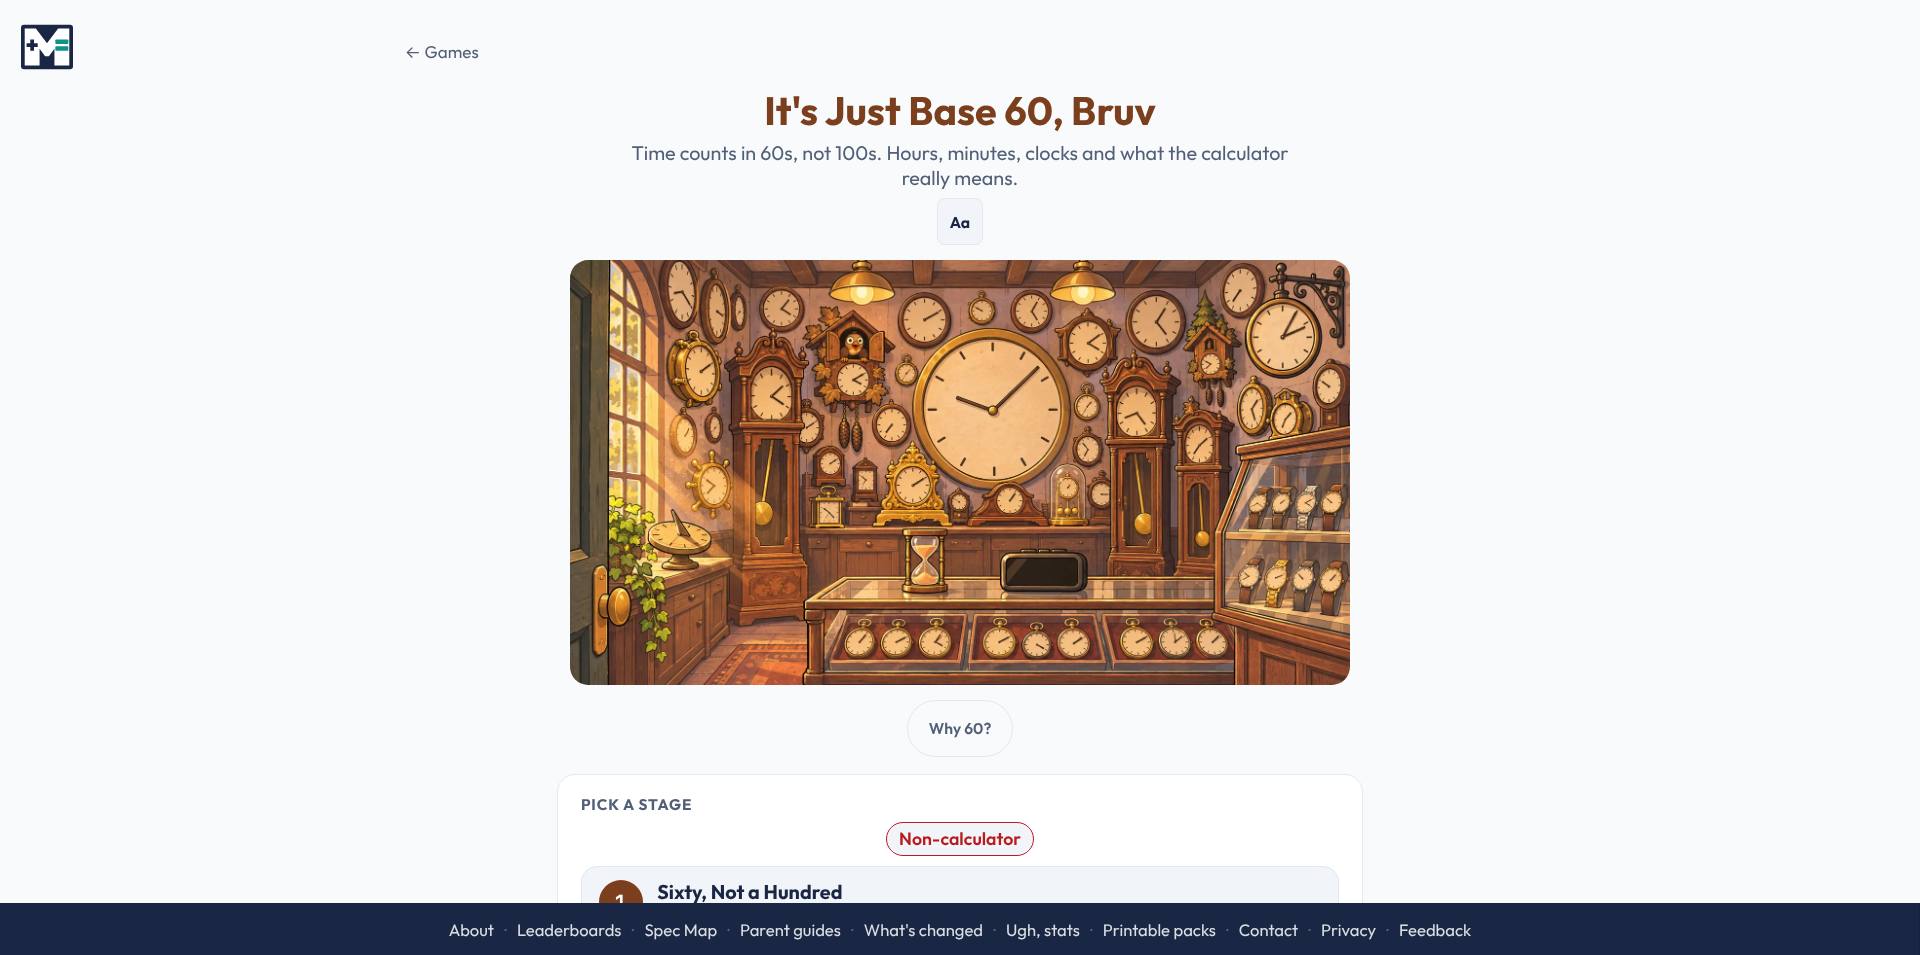 ← Games
It's Just Base 60, Bruv
Time counts in 60s, not 100s. Hours, minutes, clocks and what the calculator
really means.
Aa
Why 60?
PICK A STAGE
Non-calculator
1
Sixty, Not a Hundred
About · Leaderboards · Spec Map · Parent guides · What's changed · Ugh, stats · Printable packs · Contact · Privacy · Feedback